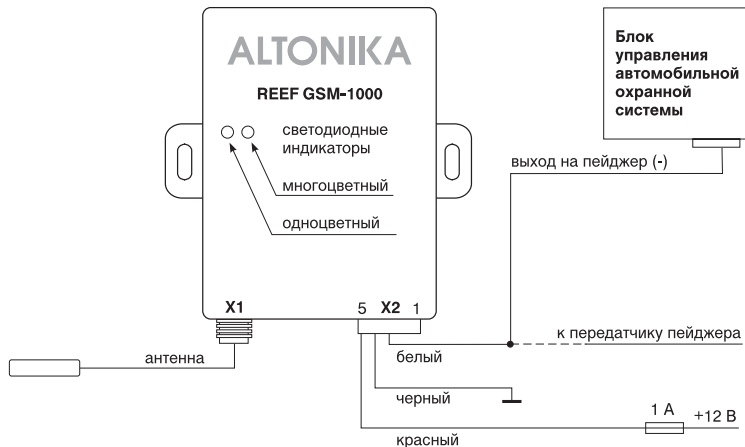 ALTONIKA
REEF GSM-1000
светодиодные
индикаторы
многоцветный
одноцветный
X1
5 X2 1
Блок
управления
автомобильной
охранной
системы
выход на пейджер (-)
к передатчику пейджера
антенна
белый
черный
красный
1 А
+12 В